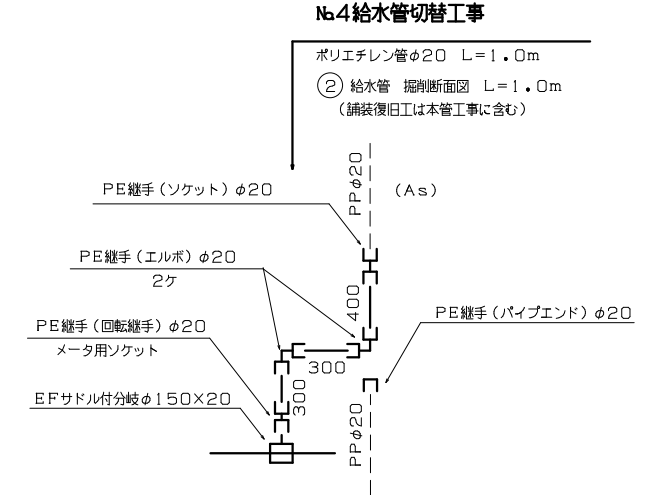 №4給水管切替工事
ポリエチレン管φ20 L=1.0m
② 給水管 掘削断面図 L=1.0m
(舗装復旧工は本管工事に含む)
PPφ20
(As)
PE継手(ソケット)φ20
PE継手(エルボ)φ20
2ケ
400
PE継手(パイプエンド)φ20
PE継手(回転継手)φ20
メータ用ソケット
300
300
EFサドル付分岐φ150×20
PPφ20